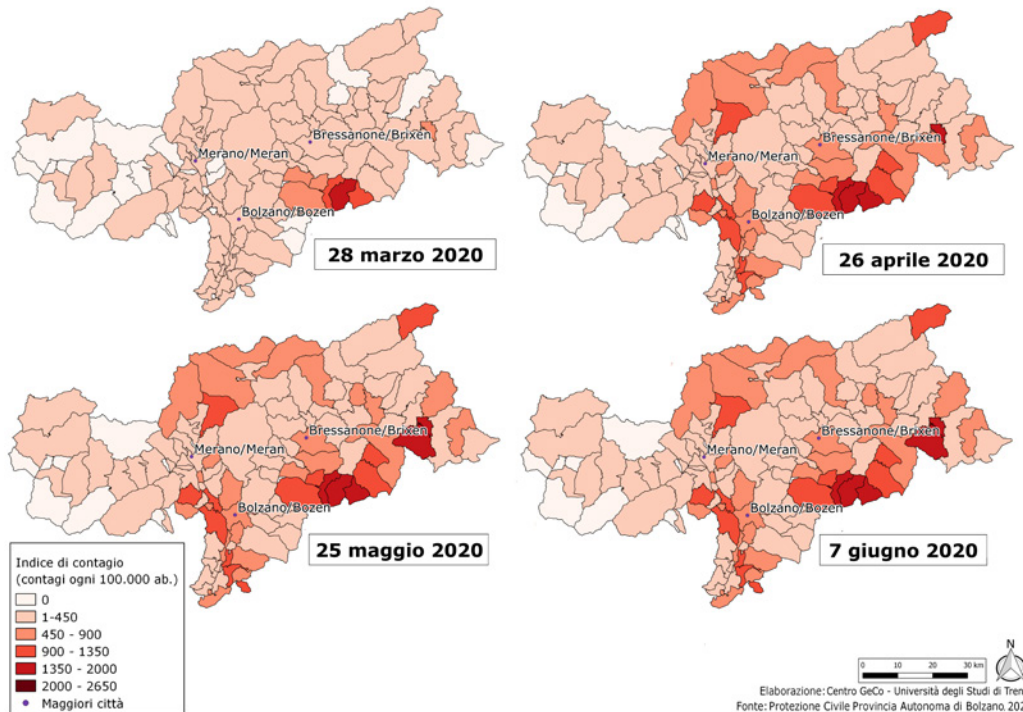 Bressanone/Brixen
Merano/Meran
Bolzano/Bozen
28 marzo 2020
Bressanone/Brixen
Merano/Meran
Bolzano/Bozen
26 aprile 2020
Bressanone/Brixen
Merano/Meran
Bolzano/Bozen
25 maggio 2020
Bressanone/Brixen
Merano/Meran
Bolzano/Bozen
7 giugno 2020
Indice di contagio
(contagi ogni 100.000 ab.)
0
1-450
450 - 900
900 - 1350
1350 - 2000
2000 - 2650
Maggiori città
N
0 10 20 30 km
Elaborazione: Centro GeCo - Università degli Studi di Tren
Fonte: Protezione Civile Provincia Autonoma di Bolzano, 202